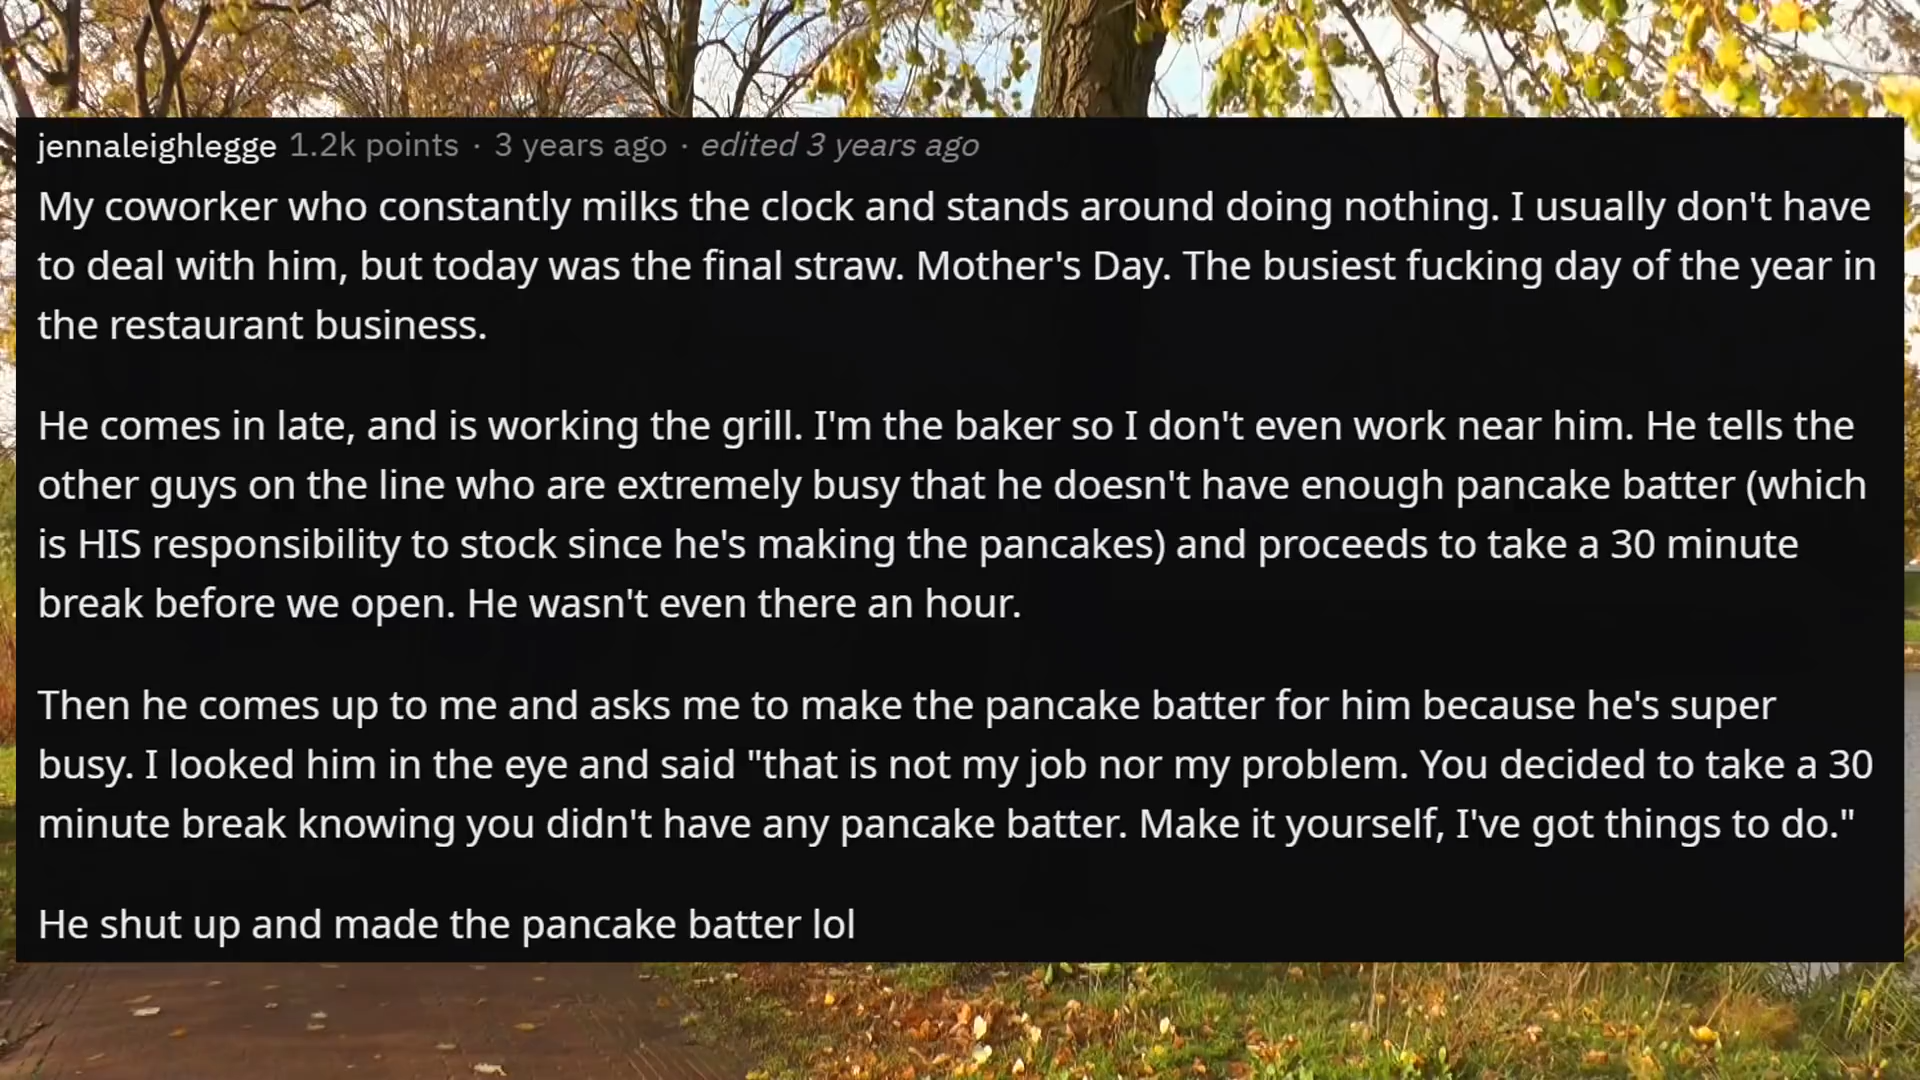 jennaleighlegge 1.2k points · 3 years ago · edited 3 years ago
My coworker who constantly milks the clock and stands around doing nothing. I usually don't have
to deal with him, but today was the final straw. Mother's Day. The busiest fucking day of the year in
the restaurant business.
He comes in late, and is working the grill. I'm the baker so I don't even work near him. He tells the
other guys on the line who are extremely busy that he doesn't have enough pancake batter (which
is HIS responsibility to stock since he's making the pancakes) and proceeds to take a 30 minute
break before we open. He wasn't even there an hour.
Then he comes up to me and asks me to make the pancake batter for him because he's super
busy. I looked him in the eye and said "that is not my job nor my problem. You decided to take a 30
minute break knowing you didn't have any pancake batter. Make it yourself, I've got things to do."
He shut up and made the pancake batter lol